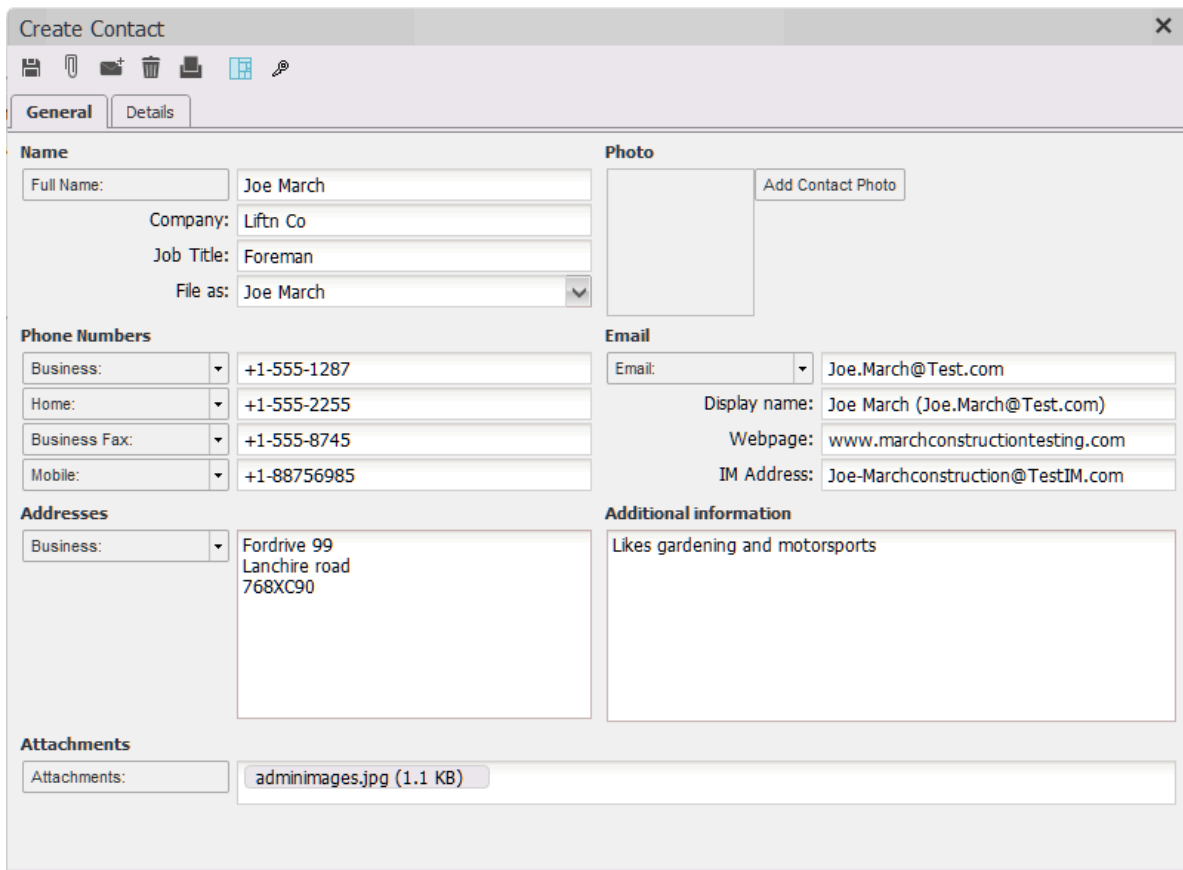 Create Contact
General
Details
Name
Full Name:
Joe March
Company:
Liftn Co
Job Title:
Foreman
File as:
Joe March
Photo
Add Contact Photo
Phone Numbers
Business:
+1-555-1287
Home:
+1-555-2255
Business Fax:
+1-555-8745
Mobile:
+1-88756985
Email
Email:
Joe.March@Test.com
Display name:
Joe March (Joe.March@Test.com)
Webpage:
www.marchconstructiontesting.com
IM Address:
Joe-Marchconstruction@TestIM.com
Addresses
Business:
Fordrive 99
Lanchire road
768XC90
Additional information
Likes gardening and motorsports
Attachments
Attachments:
adminimages.jpg (1.1 KB)